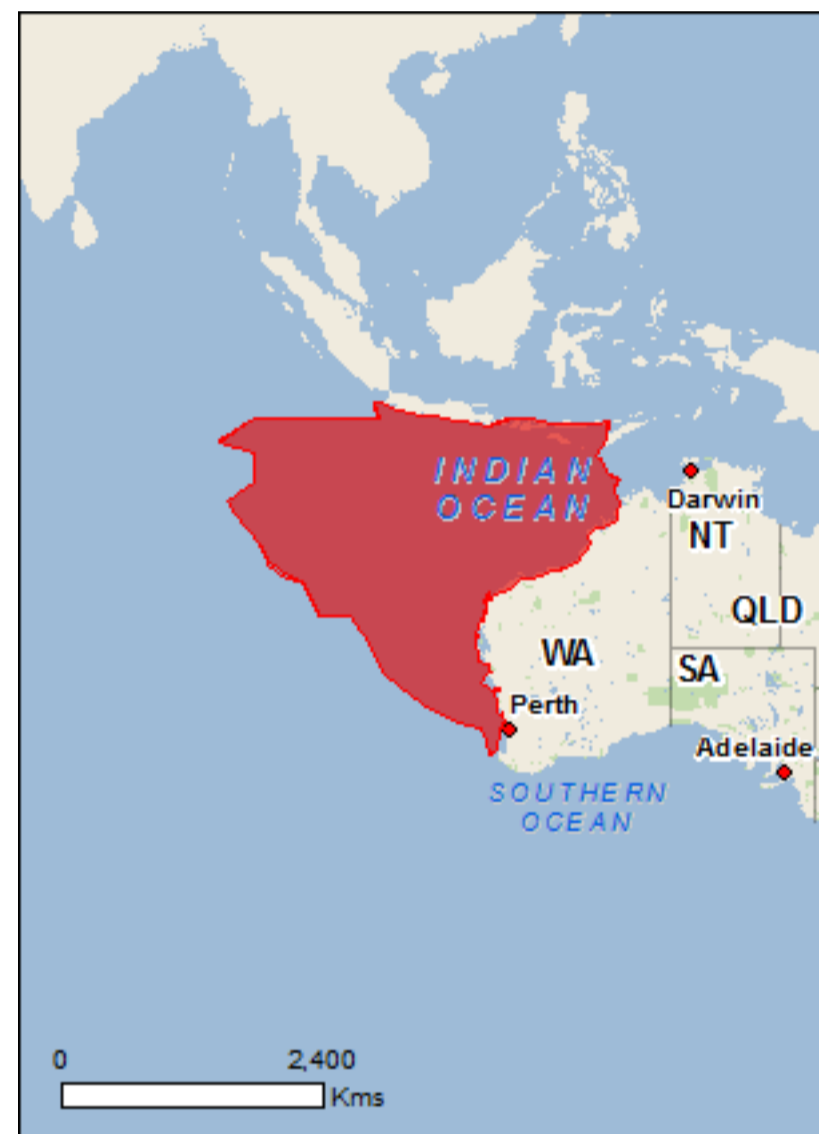 INDIAN
OCEAN
Darwin
NT
QLD
WA
SA
Perth
Adelaide
SOUTHERN
OCEAN
0 2,400
Kms